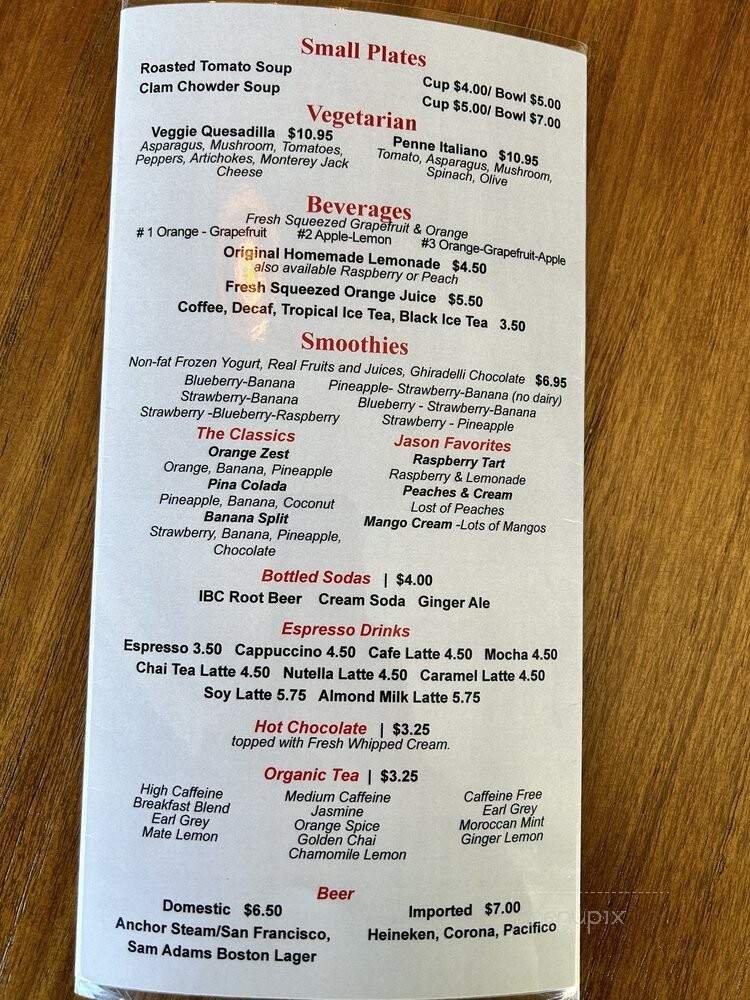 Small Plates
Roasted Tomato Soup Cup $4.00/ Bowl $5.00
Clam Chowder Soup Cup $5.00/ Bowl $7.00
Vegetarian
Veggie Quesadilla $10.95
Asparagus, Mushroom, Tomatoes,
Peppers, Artichokes, Monterey Jack
Cheese
Penne Italiano $10.95
Tomato, Asparagus, Mushroom,
Spinach, Olive
Beverages
Fresh Squeezed Grapefruit & Orange
# 1 Orange - Grapefruit #2 Apple-Lemon #3 Orange-Grapefruit-Apple
Original Homemade Lemonade $4.50
also available Raspberry or Peach
Fresh Squeezed Orange Juice $5.50
Coffee, Decaf, Tropical Ice Tea, Black Ice Tea 3.50
Smoothies
Non-fat Frozen Yogurt, Real Fruits and Juices, Ghiradelli Chocolate $6.95
Blueberry-Banana Pineapple- Strawberry-Banana (no dairy)
Strawberry-Banana Blueberry - Strawberry-Banana
Strawberry -Blueberry-Raspberry Strawberry - Pineapple
The Classics
Orange Zest
Orange, Banana, Pineapple
Pina Colada
Pineapple, Banana, Coconut
Banana Split
Strawberry, Banana, Pineapple,
Chocolate
Jason Favorites
Raspberry Tart
Raspberry & Lemonade
Peaches & Cream
Lost of Peaches
Mango Cream -Lots of Mangos
Bottled Sodas | $4.00
IBC Root Beer Cream Soda Ginger Ale
Espresso Drinks
Espresso 3.50 Cappuccino 4.50 Cafe Latte 4.50 Mocha 4.50
Chai Tea Latte 4.50 Nutella Latte 4.50 Caramel Latte 4.50
Soy Latte 5.75 Almond Milk Latte 5.75
Hot Chocolate | $3.25
topped with Fresh Whipped Cream.
Organic Tea | $3.25
High Caffeine
Breakfast Blend
Earl Grey
Mate Lemon
Medium Caffeine
Jasmine
Orange Spice
Golden Chai
Chamomile Lemon
Caffeine Free
Earl Grey
Moroccan Mint
Ginger Lemon
Beer
Domestic $6.50
Anchor Steam/San Francisco,
Sam Adams Boston Lager
Imported $7.00
Heineken, Corona, Pacifico